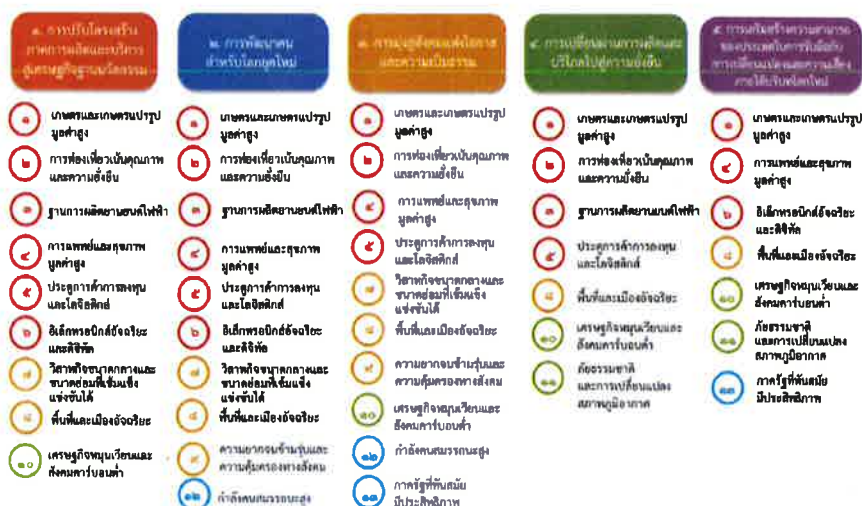 ๑. การปรับโครงสร้าง
ภาคการผลิตและบริการ
สู่เศรษฐกิจฐานนวัตกรรม
๑ เกษตรและเกษตรแปรรูป
มูลค่าสูง
๒ การท่องเที่ยวเน้นคุณภาพ
และความยั่งยืน
๓ ฐานการผลิตยานยนต์ไฟฟ้า
๔ การแพทย์และสุขภาพ
มูลค่าสูง
๕ ประตูการค้าการลงทุน
และโลจิสติกส์
๖ อิเล็กทรอนิกส์อัจฉริยะ
และดิจิทัล
๗ วิสาหกิจขนาดกลางและ
ขนาดย่อมที่เข้มแข็ง
แข่งขันได้
๘ พื้นที่และเมืองอัจฉริยะ
๑๐ เศรษฐกิจหมุนเวียนและ
สังคมคาร์บอนต่ำ
๒. การพัฒนาคน
สำหรับโลกยุคใหม่
๑ เกษตรและเกษตรแปรรูป
มูลค่าสูง
๒ การท่องเที่ยวเน้นคุณภาพ
และความยั่งยืน
๓ ฐานการผลิตยานยนต์ไฟฟ้า
๔ การแพทย์และสุขภาพ
มูลค่าสูง
๕ ประตูการค้าการลงทุน
และโลจิสติกส์
๖ อิเล็กทรอนิกส์อัจฉริยะ
และดิจิทัล
๗ วิสาหกิจขนาดกลางและ
ขนาดย่อมที่เข้มแข็ง
แข่งขันได้
๘ พื้นที่และเมืองอัจฉริยะ
๙ ความยากจนข้ามรุ่นและ
ความคุ้มครองทางสังคม
๑๒ กำลังคนสมรรถนะสูง
๓. การมุ่งสู่สังคมแห่งโอกาส
และความเป็นธรรม
๑ เกษตรและเกษตรแปรรูป
มูลค่าสูง
๒ การท่องเที่ยวเน้นคุณภาพ
และความยั่งยืน
๔ การแพทย์และสุขภาพ
มูลค่าสูง
๕ ประตูการค้าการลงทุน
และโลจิสติกส์
๗ วิสาหกิจขนาดกลางและ
ขนาดย่อมที่เข้มแข็ง
แข่งขันได้
๘ พื้นที่และเมืองอัจฉริยะ
๙ ความยากจนข้ามรุ่นและ
ความคุ้มครองทางสังคม
๑๐ เศรษฐกิจหมุนเวียนและ
สังคมคาร์บอนต่ำ
๑๒ กำลังคนสมรรถนะสูง
๑๓ ภาครัฐที่ทันสมัย
มีประสิทธิภาพ
๔. การเปลี่ยนผ่านการผลิตและ
บริโภคไปสู่ความยั่งยืน
๑ เกษตรและเกษตรแปรรูป
มูลค่าสูง
๒ การท่องเที่ยวเน้นคุณภาพ
และความยั่งยืน
๓ ฐานการผลิตยานยนต์ไฟฟ้า
๕ ประตูการค้าการลงทุน
และโลจิสติกส์
๘ พื้นที่และเมืองอัจฉริยะ
๑๐ เศรษฐกิจหมุนเวียนและ
สังคมคาร์บอนต่ำ
๑๑ ภัยธรรมชาติ
และการเปลี่ยนแปลง
สภาพภูมิอากาศ
๕. การเสริมสร้างความสามารถ
ของประเทศในการรับมือกับ
การเปลี่ยนแปลงและความเสี่ยง
ภายใต้บริบทโลกใหม่
๑ เกษตรและเกษตรแปรรูป
มูลค่าสูง
๔ การแพทย์และสุขภาพ
มูลค่าสูง
๖ อิเล็กทรอนิกส์อัจฉริยะ
และดิจิทัล
๘ พื้นที่และเมืองอัจฉริยะ
๑๐ เศรษฐกิจหมุนเวียนและ
สังคมคาร์บอนต่ำ
๑๑ ภัยธรรมชาติ
และการเปลี่ยนแปลง
สภาพภูมิอากาศ
๑๓ ภาครัฐที่ทันสมัย
มีประสิทธิภาพ